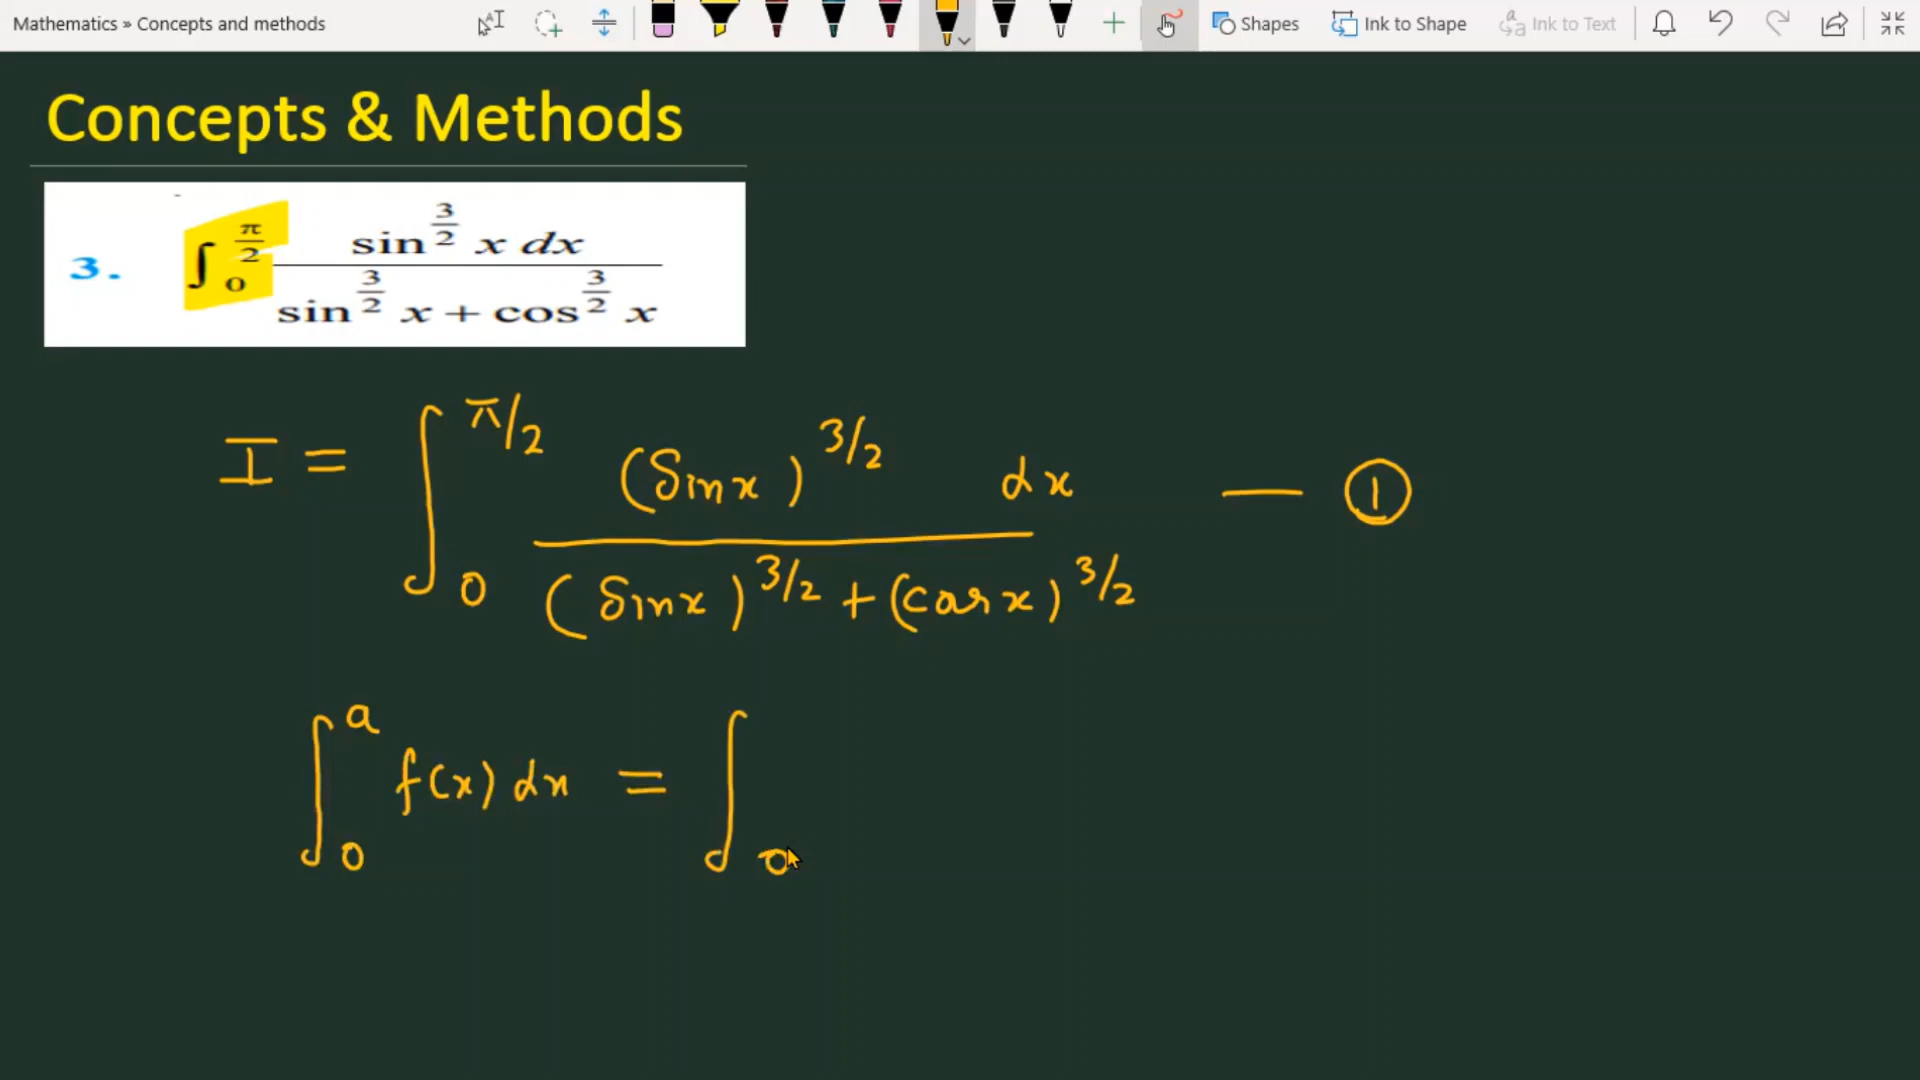 Mathematics » Concepts and methods
Shapes
Ink to Shape
Ink to Text
Concepts & Methods
3. ∫₀^(π/2) sin^(3/2) x dx / (sin^(3/2) x + cos^(3/2) x)
I = ∫₀^(π/2) (Sinx)^(3/2) dx / ((Sinx)^(3/2) + (cosx)^(3/2)) — ①
∫₀^a f(x) dx = ∫₀